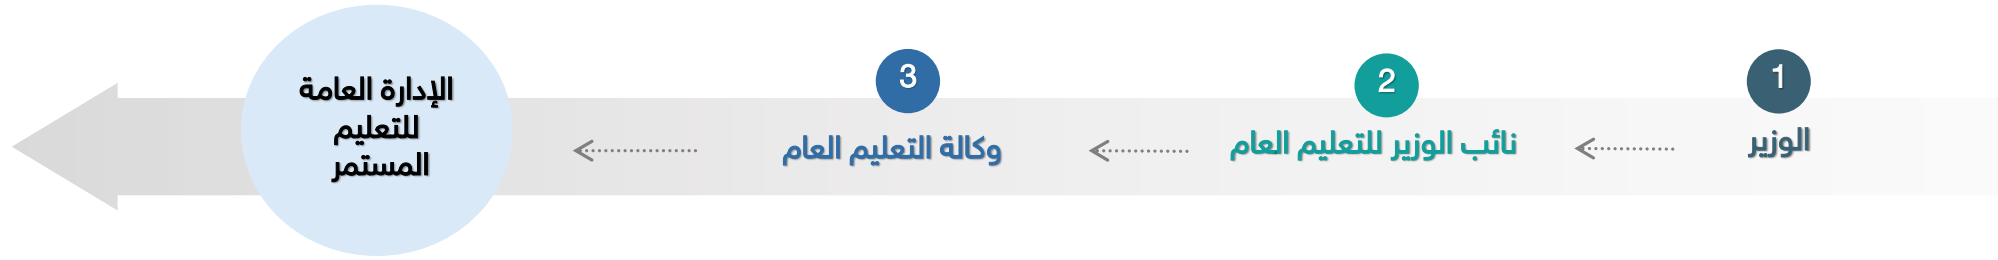 1
الوزير
2
نائب الوزير للتعليم العام
3
وكالة التعليم العام
الإدارة العامة
للتعليم
المستمر